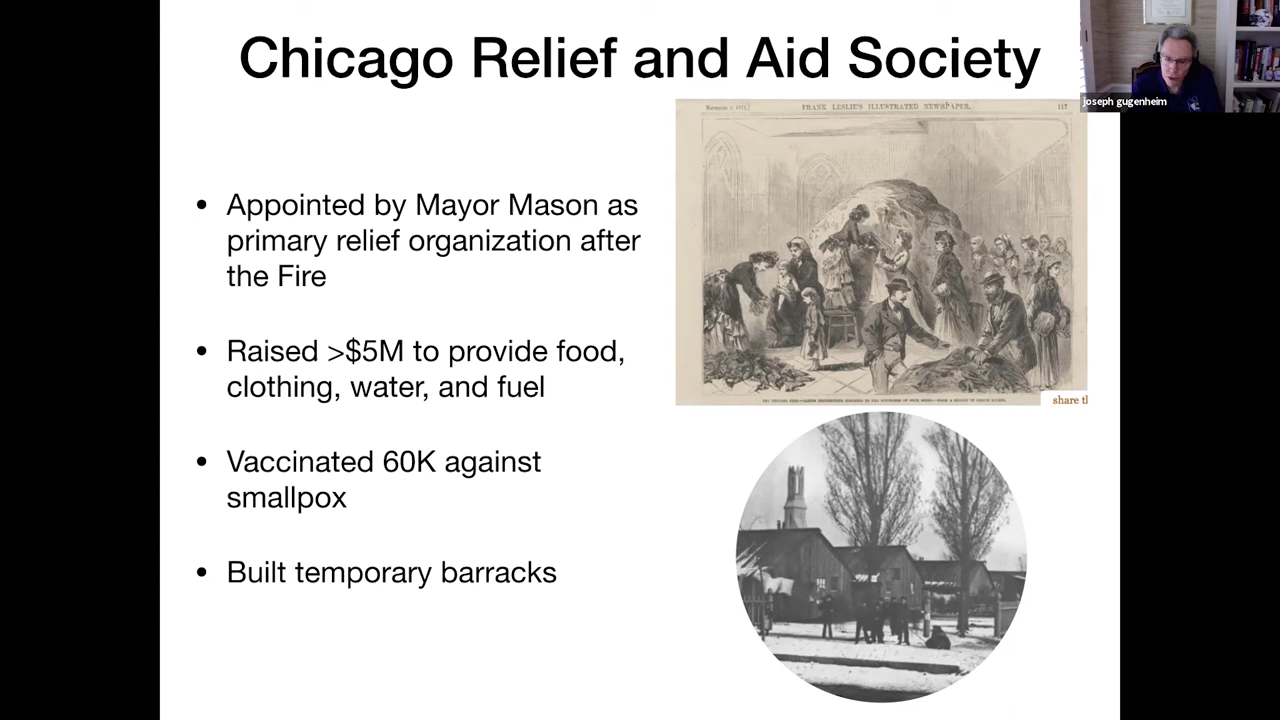 Chicago Relief and Aid Society
joseph gugenheim
FRANK LESLIE'S ILLUSTRATED NEWSPAPER.
117
• Appointed by Mayor Mason as
primary relief organization after
the Fire
• Raised >$5M to provide food,
clothing, water, and fuel
share tl
• Vaccinated 60K against
smallpox
• Built temporary barracks